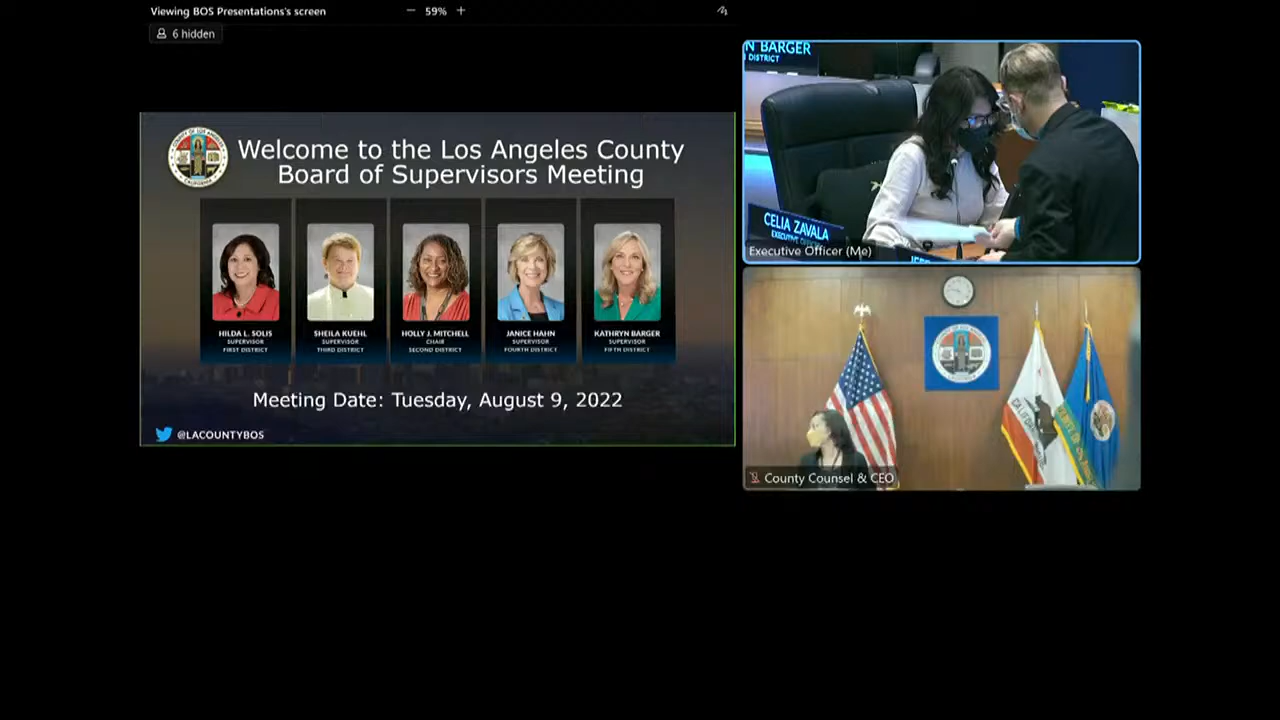 Viewing BOS Presentations's screen
59%
6 hidden
Welcome to the Los Angeles County
Board of Supervisors Meeting
HILDA L. SOLIS
SUPERVISOR
FIRST DISTRICT
SHEILA KUEHL
SUPERVISOR
THIRD DISTRICT
HOLLY J. MITCHELL
CHAIR
SECOND DISTRICT
JANICE HAHN
SUPERVISOR
FOURTH DISTRICT
KATHRYN BARGER
SUPERVISOR
FIFTH DISTRICT
Meeting Date: Tuesday, August 9, 2022
@LACOUNTYBOS
N BARGER
DISTRICT
CELIA ZAVALA
Executive Officer (Me)
County Counsel & CEO